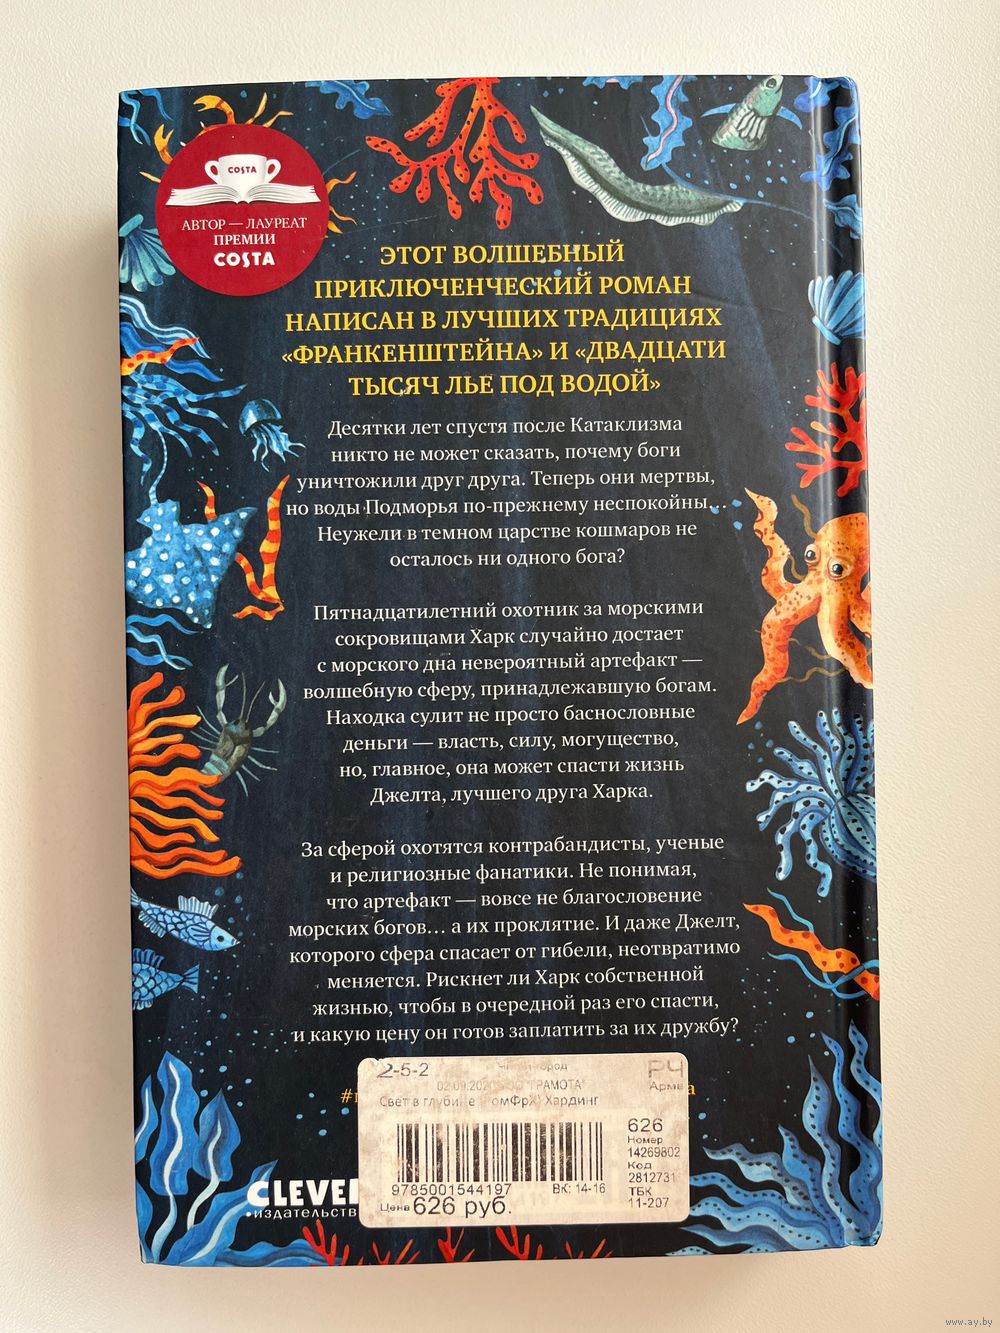 COSTA
АВТОР — ЛАУРЕАТ
ПРЕМИИ
COSTA
ЭТОТ ВОЛШЕБНЫЙ
ПРИКЛЮЧЕНЧЕСКИЙ РОМАН
НАПИСАН В ЛУЧШИХ ТРАДИЦИЯХ
«ФРАНКЕНШТЕЙНА» И «ДВАДЦАТИ
ТЫСЯЧ ЛЬЕ ПОД ВОДОЙ»
Десятки лет спустя после Катаклизма
никто не может сказать, почему боги
уничтожили друг друга. Теперь они мертвы,
но воды Подморья по-прежнему неспокойны...
Неужели в темном царстве кошмаров не
осталось ни одного бога?
Пятнадцатилетний охотник за морскими
сокровищами Харк случайно достает
с морского дна невероятный артефакт —
волшебную сферу, принадлежавшую богам.
Находка сулит не просто баснословные
деньги — власть, силу, могущество,
но, главное, она может спасти жизнь
Джелта, лучшего друга Харка.
За сферой охотятся контрабандисты, ученые
и религиозные фанатики. Не понимая,
что артефакт — вовсе не благословение
морских богов... а их проклятие. И даже Джелт,
которого сфера спасает от гибели, неотвратимо
меняется. Рискнет ли Харк собственной
жизнью, чтобы в очередной раз его спасти,
и какую цену он готов заплатить за их дружбу?
2-5-2
РЧ
"ГРАМОТА"
Арма
Свет в глубине Хардинг
626
Номер
14269802
Код
2812731
ТБК
11-207
9785001544197
ВК: 14-16
Цена 626 руб.
CLEVE
•издательств
www.ay.by